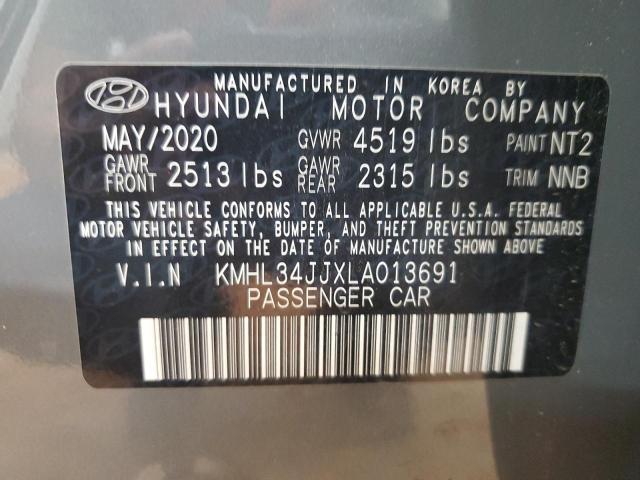 MANUFACTURED IN KOREA BY
HYUNDAI MOTOR COMPANY
MAY/2020 GVWR 4519 lbs PAINT NT2
GAWR FRONT 2513 lbs GAWR REAR 2315 lbs TRIM NNB
THIS VEHICLE CONFORMS TO ALL APPLICABLE U.S.A. FEDERAL
MOTOR VEHICLE SAFETY, BUMPER, AND THEFT PREVENTION STANDARDS
IN EFFECT ON THE DATE OF MANUFACTURE SHOWN ABOVE.
V.I.N KMHL34JJXLA013691
PASSENGER CAR